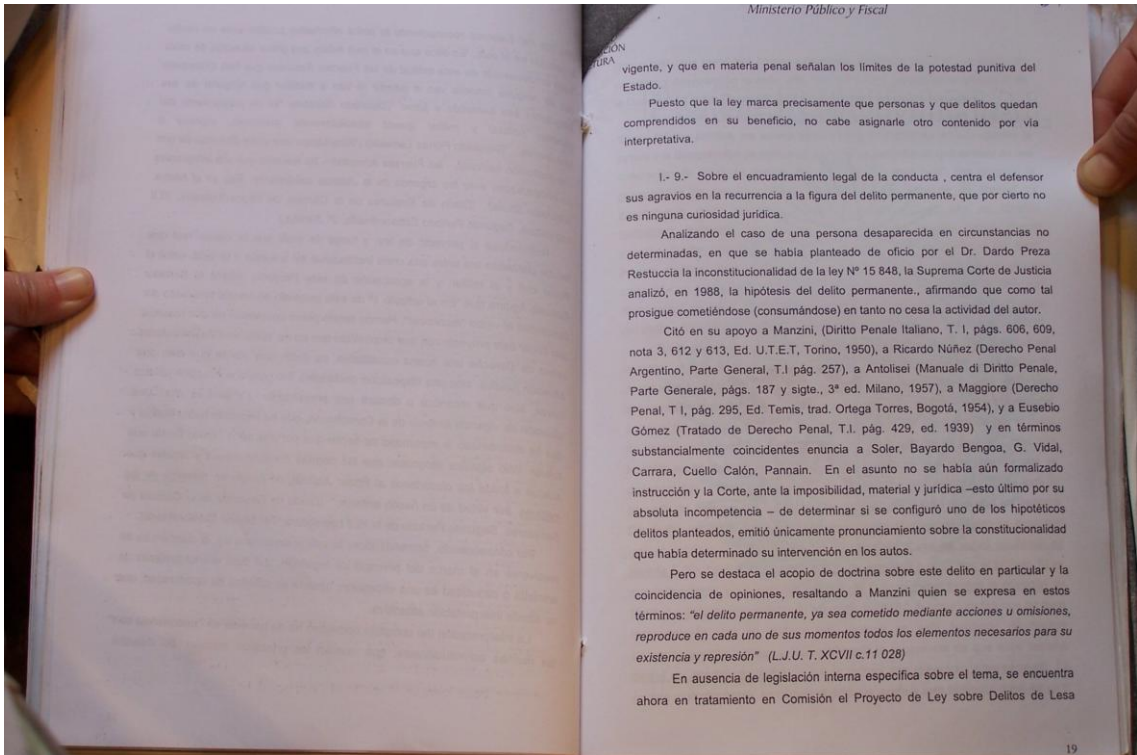 Ministerio Público y Fiscal
vigente, y que en materia penal señalan los límites de la potestad punitiva del
Estado.
Puesto que la ley marca precisamente que personas y que delitos quedan
comprendidos en su beneficio, no cabe asignarle otro contenido por vía
interpretativa.
I.- 9.- Sobre el encuadramiento legal de la conducta , centra el defensor
sus agravios en la recurrencia a la figura del delito permanente, que por cierto no
es ninguna curiosidad jurídica.
Analizando el caso de una persona desaparecida en circunstancias no
determinadas, en que se había planteado de oficio por el Dr. Dardo Preza
Restuccia la inconstitucionalidad de la ley Nº 15 848, la Suprema Corte de Justicia
analizó, en 1988, la hipótesis del delito permanente., afirmando que como tal
prosigue cometiéndose (consumándose) en tanto no cesa la actividad del autor.
Citó en su apoyo a Manzini, (Diritto Penale Italiano, T. I, págs. 606, 609,
nota 3, 612 y 613, Ed. U.T.E.T, Torino, 1950), a Ricardo Núñez (Derecho Penal
Argentino, Parte General, T.I pág. 257), a Antolisei (Manuale di Diritto Penale,
Parte Generale, págs. 187 y sigte., 3ª ed. Milano, 1957), a Maggiore (Derecho
Penal, T I, pág. 295, Ed. Temis, trad. Ortega Torres, Bogotá, 1954), y a Eusebio
Gómez (Tratado de Derecho Penal, T.I. pág. 429, ed. 1939) y en términos
substancialmente coincidentes enuncia a Soler, Bayardo Bengoa, G. Vidal,
Carrara, Cuello Calón, Pannain. En el asunto no se había aún formalizado
instrucción y la Corte, ante la imposibilidad, material y jurídica –esto último por su
absoluta incompetencia – de determinar si se configuró uno de los hipotéticos
delitos planteados, emitió únicamente pronunciamiento sobre la constitucionalidad
que había determinado su intervención en los autos.
Pero se destaca el acopio de doctrina sobre este delito en particular y la
coincidencia de opiniones, resaltando a Manzini quien se expresa en estos
términos: "el delito permanente, ya sea cometido mediante acciones u omisiones,
reproduce en cada uno de sus momentos todos los elementos necesarios para su
existencia y represión" (L.J.U. T. XCVII c.11 028)
En ausencia de legislación interna específica sobre el tema, se encuentra
ahora en tratamiento en Comisión el Proyecto de Ley sobre Delitos de Lesa
19